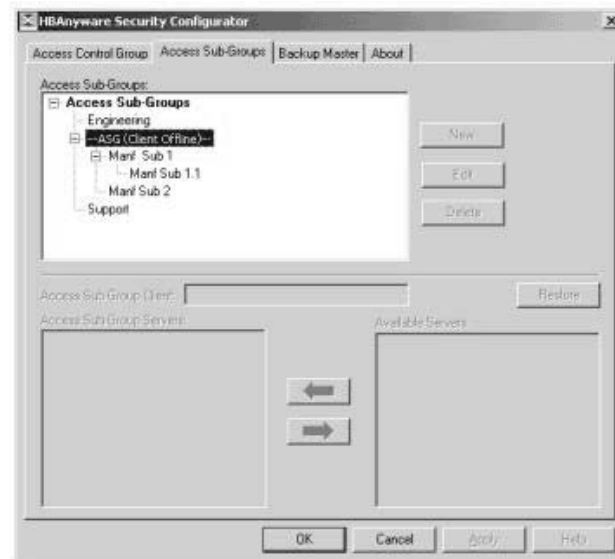 HBAnyware Security Configurator
Access Control Group Access Sub-Groups Backup Master About
Access Sub-Groups:
Access Sub-Groups
Engineering
--ASG (Client Offline)--
Manf Sub 1
Manf Sub 1.1
Manf Sub 2
Support
New
Edit
Delete
Access Sub-Group Client:
Restore
Access Sub-Group Servers:
Available Servers:
OK Cancel Apply Help